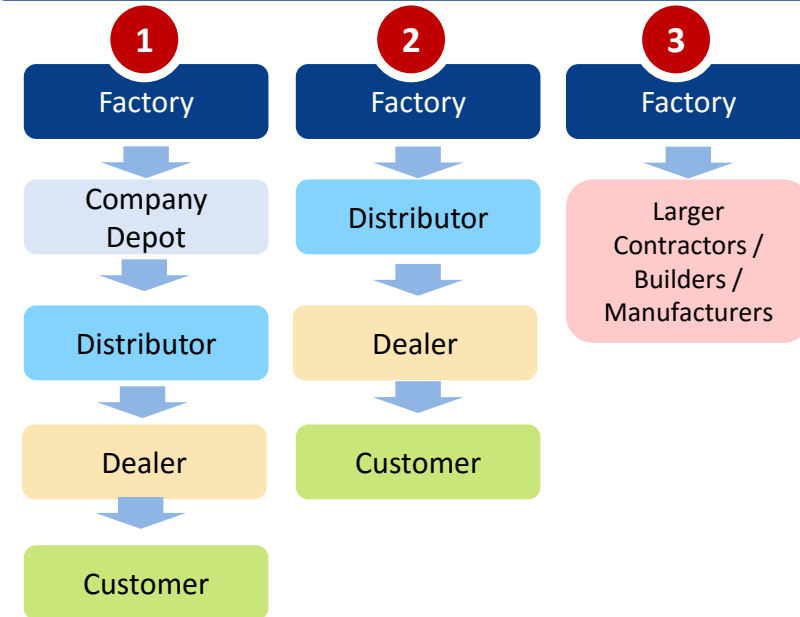 1
Factory
Company
Depot
Distributor
Dealer
Customer
2
Factory
Distributor
Dealer
Customer
3
Factory
Larger
Contractors /
Builders /
Manufacturers